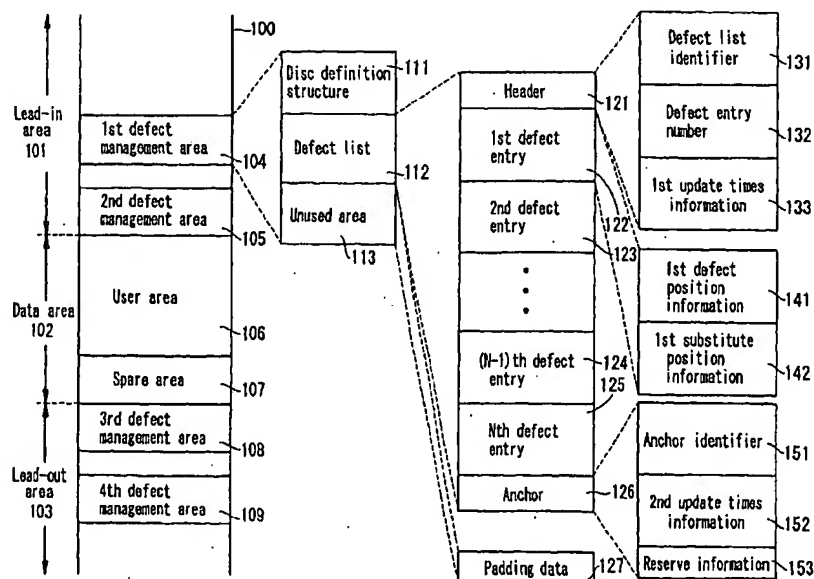 100
Lead-in
area
101
1st defect
management area
104
2nd defect
management area
105
Data area
102
User area
106
Spare area
107
Lead-out
area
103
3rd defect
management area
108
4th defect
management area
109
111
Disc definition
structure
Defect list
112
Unused area
113
Header
121
1st defect
entry
122
2nd defect
entry
123
(N-1)th defect
entry
124
125
Nth defect
entry
Anchor
126
Padding data
127
Defect list
identifier
131
Defect entry
number
132
1st update times
information
133
1st defect
position
information
141
1st substitute
position
information
142
Anchor identifier
151
2nd update times
information
152
Reserve information
153